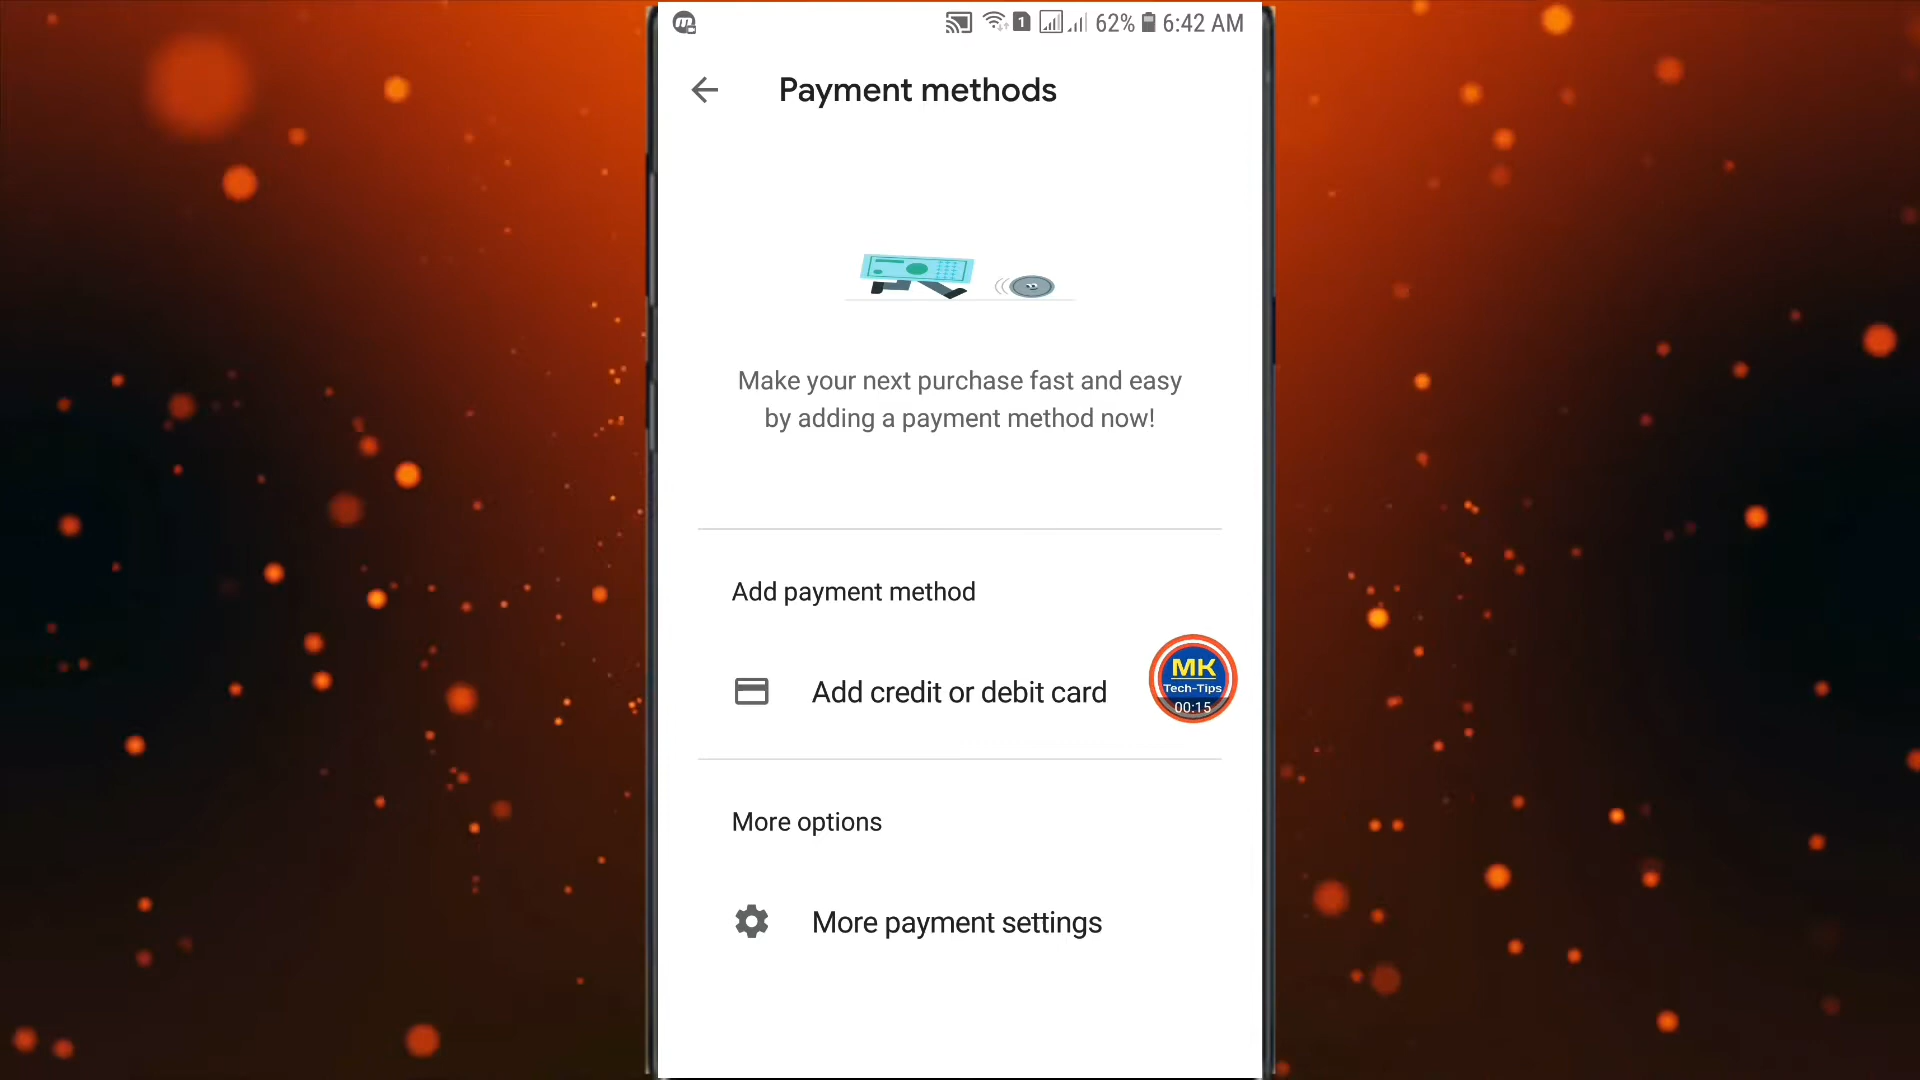 1 62% 6:42 AM
Payment methods
Make your next purchase fast and easy
by adding a payment method now!
Add payment method
Add credit or debit card
MK
Tech-Tips
00:15
More options
More payment settings